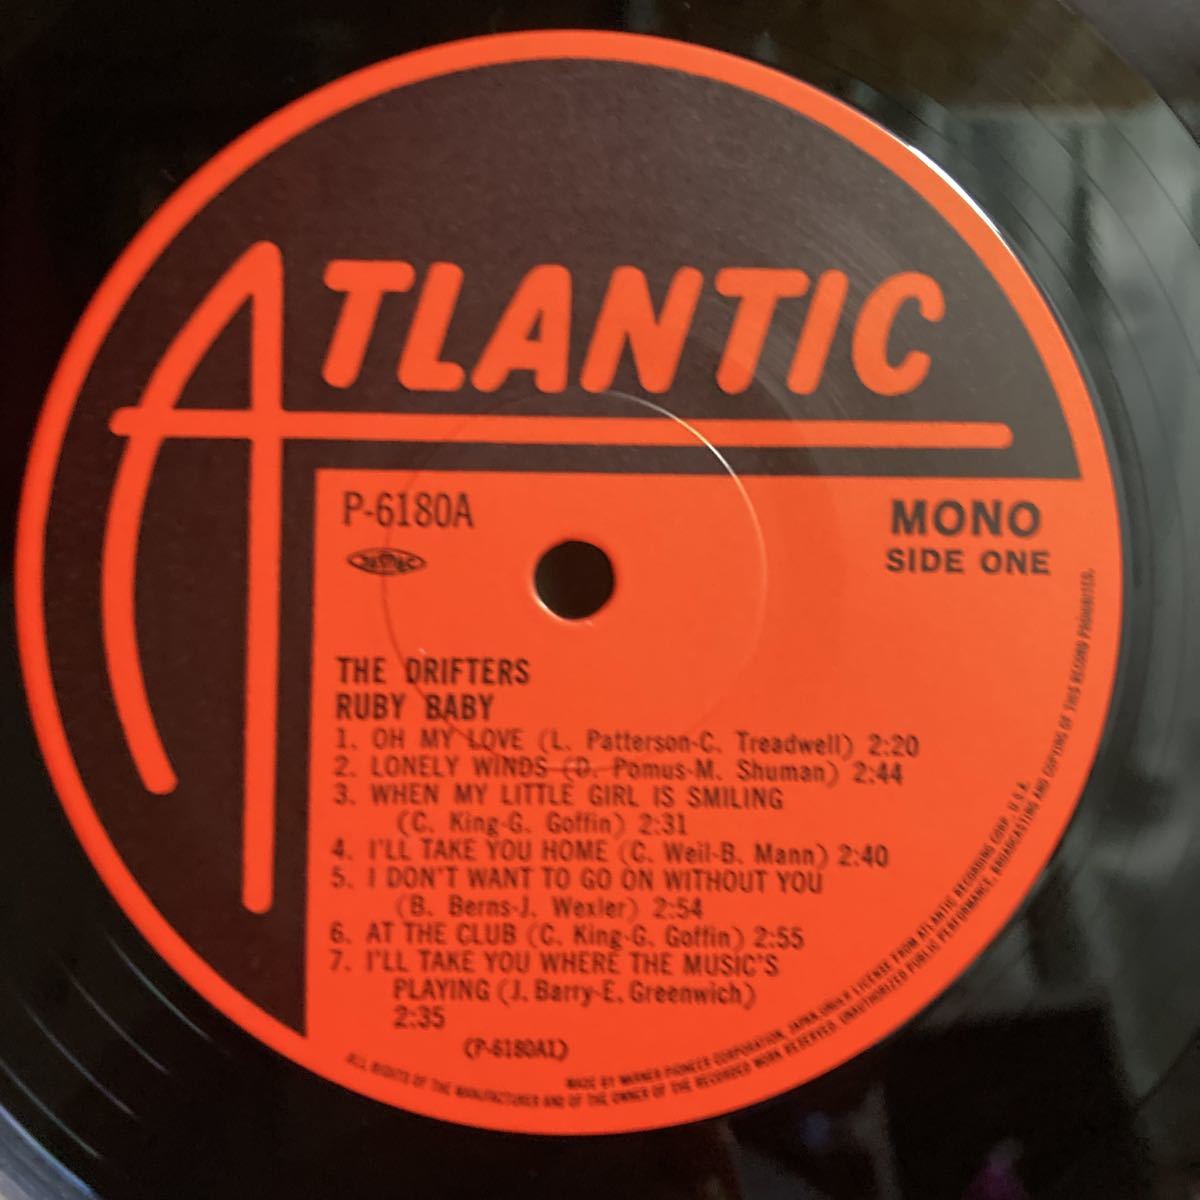 ATLANTIC
P-6180A
MONO
SIDE ONE
THE DRIFTERS
RUBY BABY
1. OH MY LOVE (L. Patterson-C. Treadwell) 2:20
2. LONELY WINDS (D. Pomus-M. Shuman) 2:44
3. WHEN MY LITTLE GIRL IS SMILING
(C. King-G. Goffin) 2:31
4. I'LL TAKE YOU HOME (C. Weil-B. Mann) 2:40
5. I DON'T WANT TO GO ON WITHOUT YOU
(B. Berns-J. Wexler) 2:54
6. AT THE CLUB (C. King-G. Goffin) 2:55
7. I'LL TAKE YOU WHERE THE MUSIC'S
PLAYING (J. Barry-E. Greenwich)
2:35
(P-6180A1)
MADE BY WARNER PIONEER CORPORATION, JAPAN, UNDER LICENSE FROM ATLANTIC RECORDING CORP., U.S.A.
ALL RIGHTS OF THE MANUFACTURER AND OF THE OWNER OF THE RECORDED WORK RESERVED. UNAUTHORIZED PUBLIC PERFORMANCE, BROADCASTING AND COPYING OF THIS RECORD PROHIBITED.